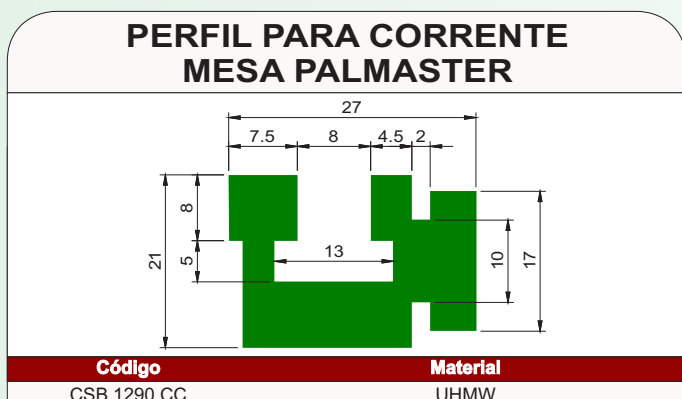 PERFIL PARA CORRENTE
MESA PALMASTER
27
7.5 8 4.5 2
8
21
5
13
10
17
Código Material
CSB 1290 CC UHMW